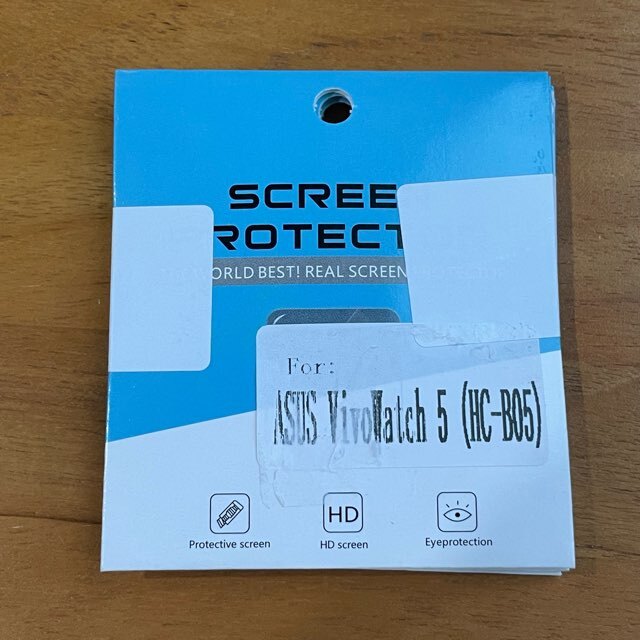 SCREE
ROTECT
ORLD BEST! REAL SCREEN
For:
ASUS VivoWatch 5 (HC-B05)
HD
Protective screen
HD screen
Eyeprotection